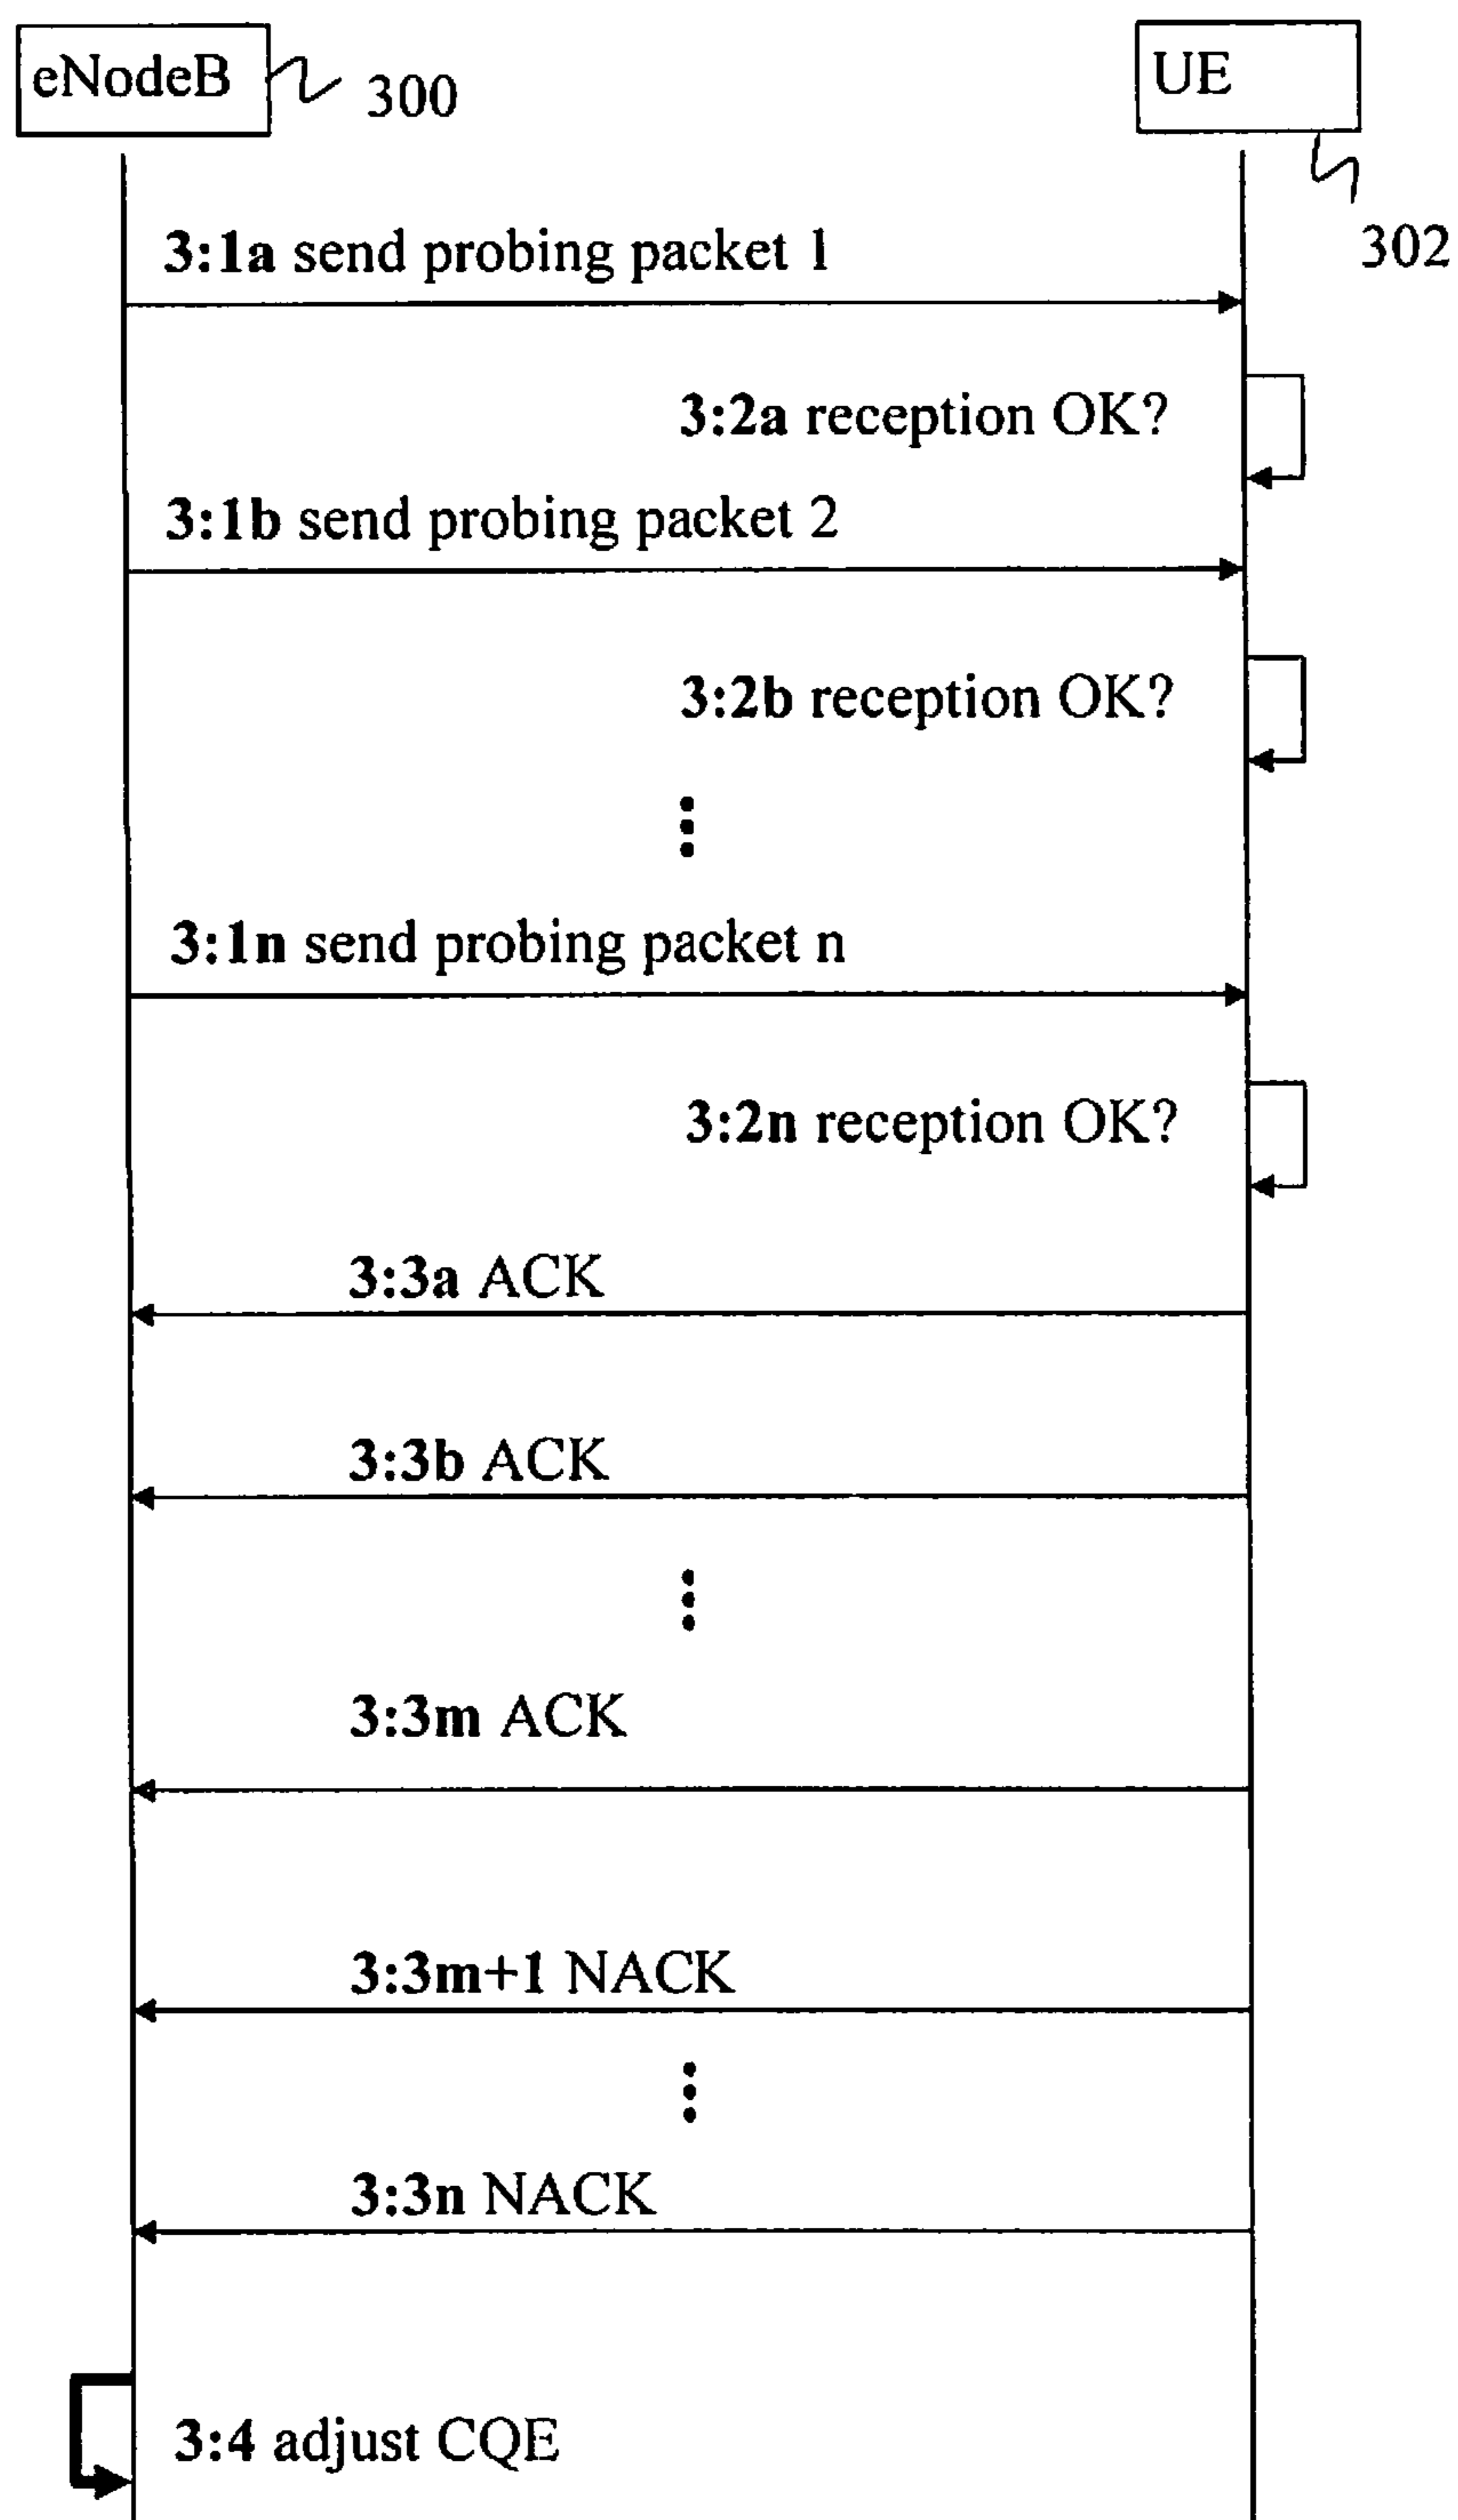 eNodeB
300
UE
302
3:1a send probing packet 1
3:2a reception OK?
3:1b send probing packet 2
3:2b reception OK?
3:1n send probing packet n
3:2n reception OK?
3:3a ACK
3:3b ACK
3:3m ACK
3:3m+1 NACK
3:3n NACK
3:4 adjust CQE